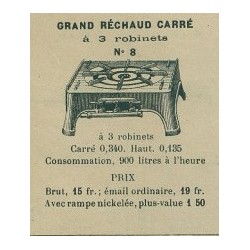 GRAND RÉCHAUD CARRÉ
à 3 robinets
No 8
à 3 robinets
Carré 0,340. Haut. 0,135
Consommation, 900 litres à l'heure
PRIX
Brut, 15 fr.; émail ordinaire, 19 fr.
Avec rampe nickelée, plus-value 1 50